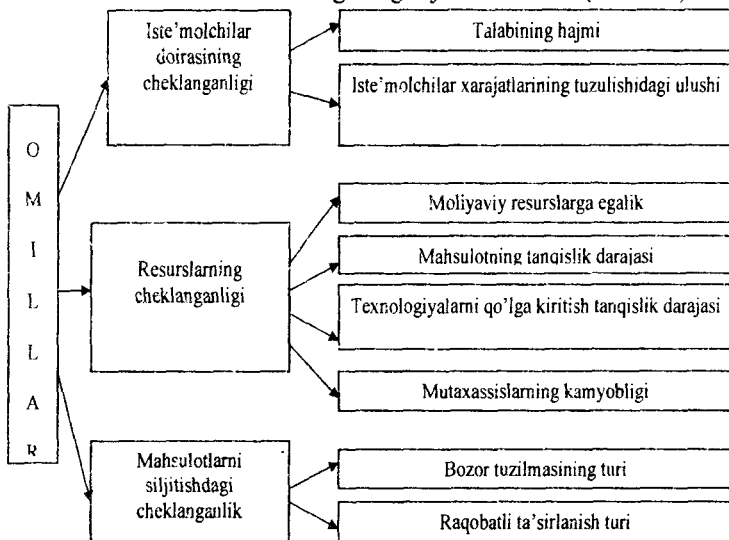 Iste’molchilar
doirasining
cheklanganligi
Talabining hajmi
Iste’molchilar xarajatlarining tuzulishidagi ulushi
O
M
I
L
L
A
R
Resurslarning
cheklanganligi
Moliyaviy resurslarga egalik
Mahsulotning tanqislik darajasi
Texnologiyalarni qo’lga kiritish tanqislik darajasi
Mutaxassislarning kamyobligi
Mahsulotlarni
siljitishdagi
cheklanganlik
Bozor tuzilmasining turi
Raqobatli ta’sirlanish turi